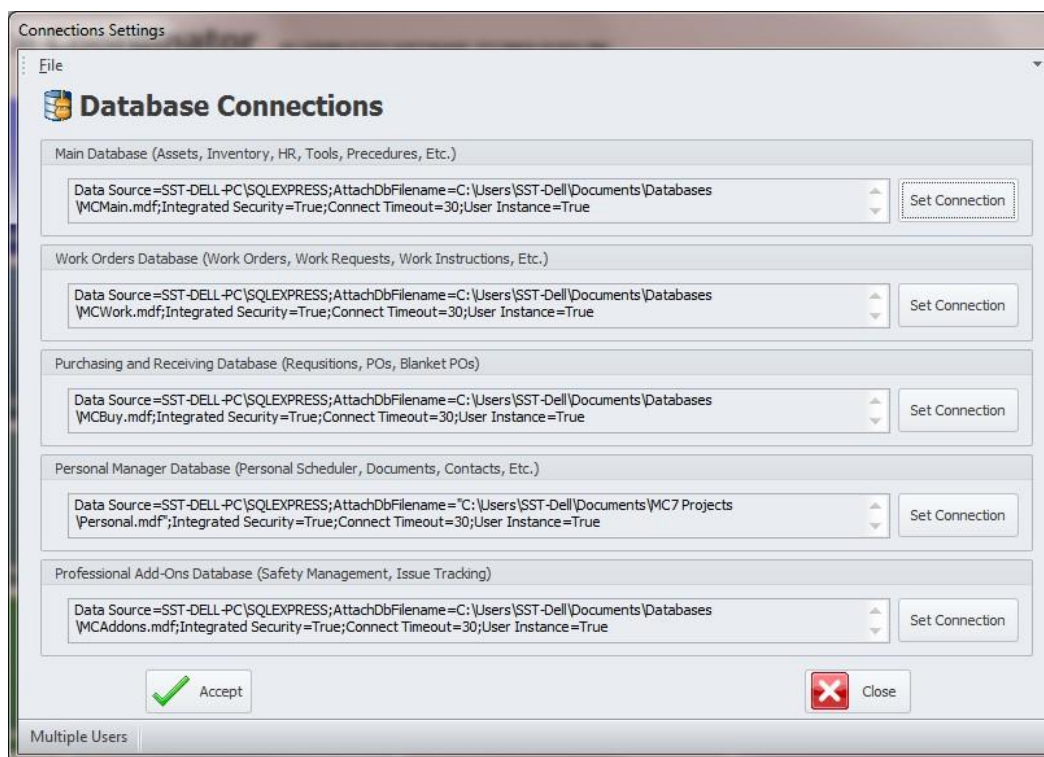 Connections Settings
File
Database Connections
Main Database (Assets, Inventory, HR, Tools, Precedures, Etc.)
Data Source=SST-DELL-PC\SQLEXPRESS;AttachDbFilename=C:\Users\SST-Dell\Documents\Databases
\MCMain.mdf;Integrated Security=True;Connect Timeout=30;User Instance=True
Set Connection
Work Orders Database (Work Orders, Work Requests, Work Instructions, Etc.)
Data Source=SST-DELL-PC\SQLEXPRESS;AttachDbFilename=C:\Users\SST-Dell\Documents\Databases
\MCWork.mdf;Integrated Security=True;Connect Timeout=30;User Instance=True
Set Connection
Purchasing and Receiving Database (Requsitions, POs, Blanket POs)
Data Source=SST-DELL-PC\SQLEXPRESS;AttachDbFilename=C:\Users\SST-Dell\Documents\Databases
\MCBuy.mdf;Integrated Security=True;Connect Timeout=30;User Instance=True
Set Connection
Personal Manager Database (Personal Scheduler, Documents, Contacts, Etc.)
Data Source=SST-DELL-PC\SQLEXPRESS;AttachDbFilename="C:\Users\SST-Dell\Documents\MC7 Projects
\Personal.mdf";Integrated Security=True;Connect Timeout=30;User Instance=True
Set Connection
Professional Add-Ons Database (Safety Management, Issue Tracking)
Data Source=SST-DELL-PC\SQLEXPRESS;AttachDbFilename=C:\Users\SST-Dell\Documents\Databases
\MCAddons.mdf;Integrated Security=True;Connect Timeout=30;User Instance=True
Set Connection
Accept
Close
Multiple Users